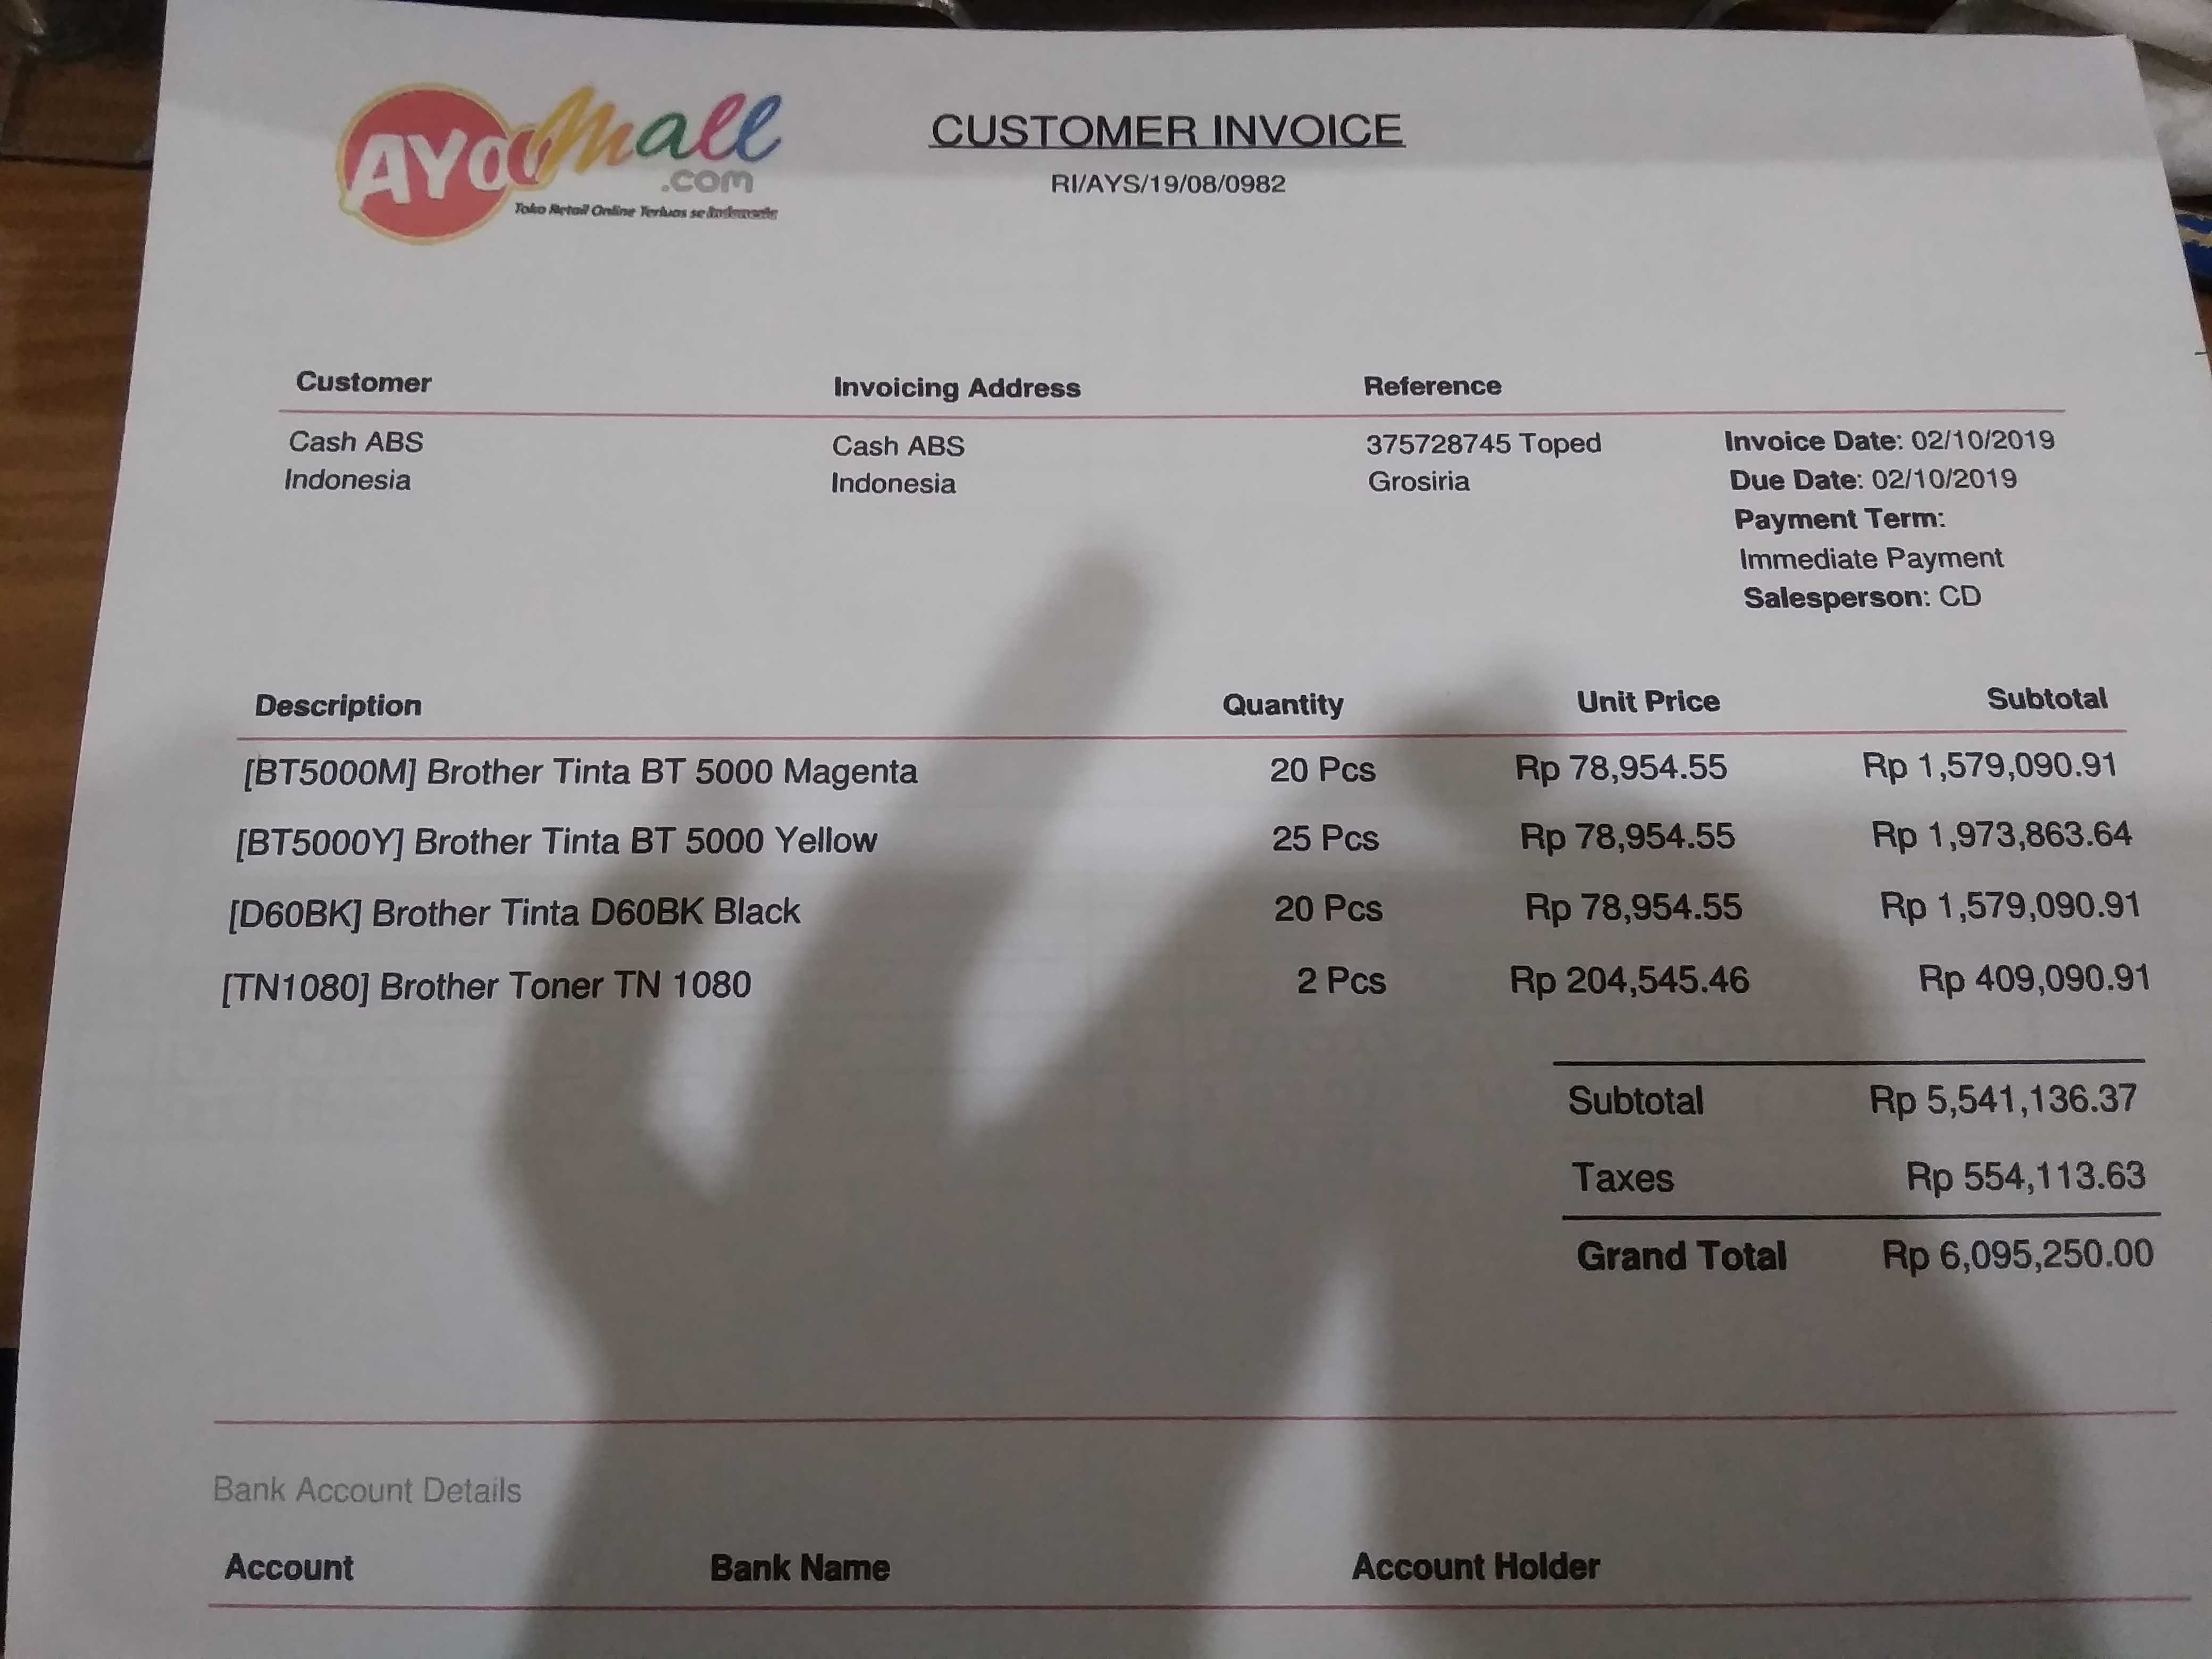 AYOOMall
.com
Toko Retail Online Terluas se Indonesia
CUSTOMER INVOICE
RI/AYS/19/08/0982
Customer Invoicing Address Reference
Cash ABS Cash ABS 375728745 Toped Invoice Date: 02/10/2019
Indonesia Indonesia Grosiria Due Date: 02/10/2019
Payment Term:
Immediate Payment
Salesperson: CD
Description Quantity Unit Price Subtotal
[BT5000M] Brother Tinta BT 5000 Magenta 20 Pcs Rp 78,954.55 Rp 1,579,090.91
[BT5000Y] Brother Tinta BT 5000 Yellow 25 Pcs Rp 78,954.55 Rp 1,973,863.64
[D60BK] Brother Tinta D60BK Black 20 Pcs Rp 78,954.55 Rp 1,579,090.91
[TN1080] Brother Toner TN 1080 2 Pcs Rp 204,545.46 Rp 409,090.91
Subtotal Rp 5,541,136.37
Taxes Rp 554,113.63
Grand Total Rp 6,095,250.00
Bank Account Details
Account Bank Name Account Holder